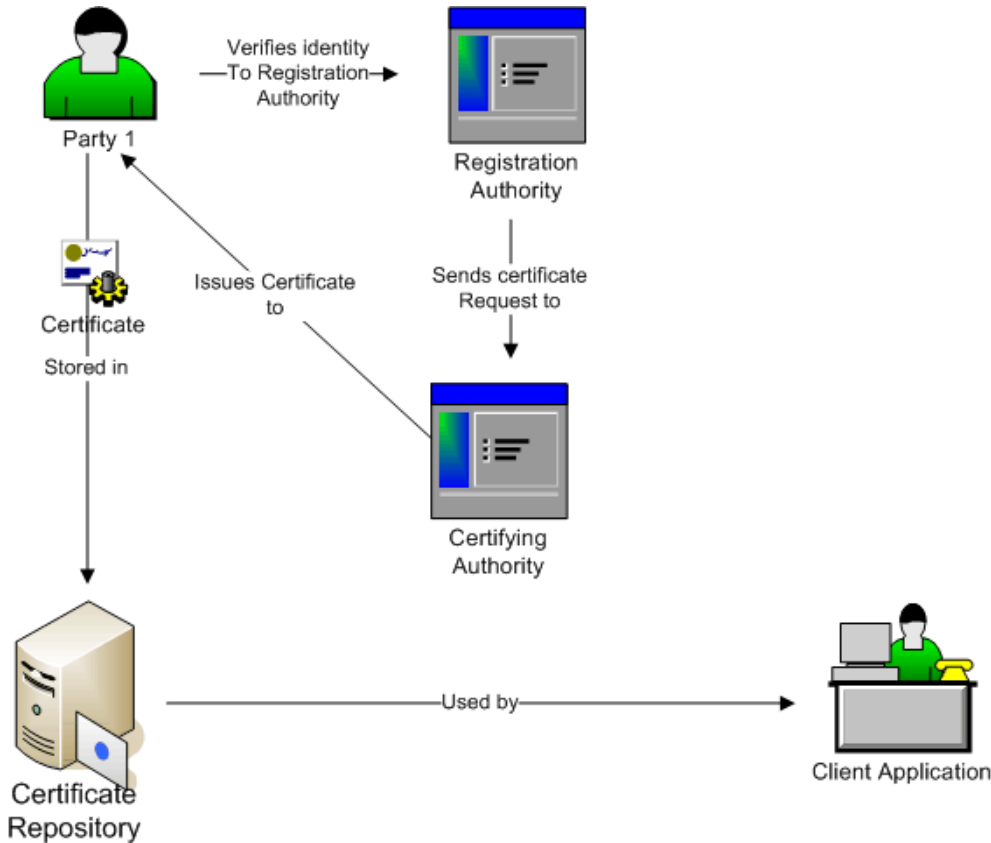 Verifies identity
To Registration
Authority
Party 1
Registration
Authority
Issues Certificate
to
Sends certificate
Request to
Certificate
Stored in
Certifying
Authority
Used by
Client Application
Certificate
Repository